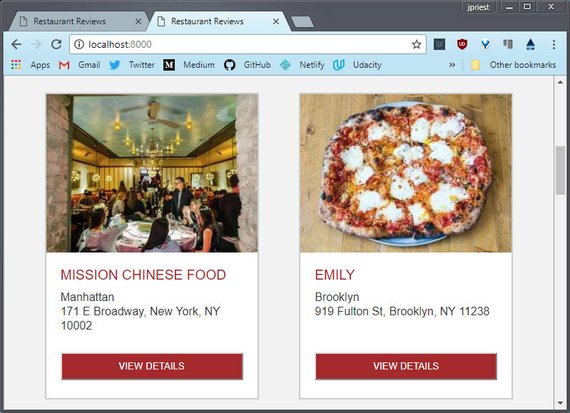 jpriest
Restaurant Reviews
Restaurant Reviews
localhost:8000
Apps
Gmail
Twitter
Medium
GitHub
Netlify
Udacity
»
Other bookmarks
MISSION CHINESE FOOD
Manhattan
171 E Broadway, New York, NY
10002
VIEW DETAILS
EMILY
Brooklyn
919 Fulton St, Brooklyn, NY 11238
VIEW DETAILS